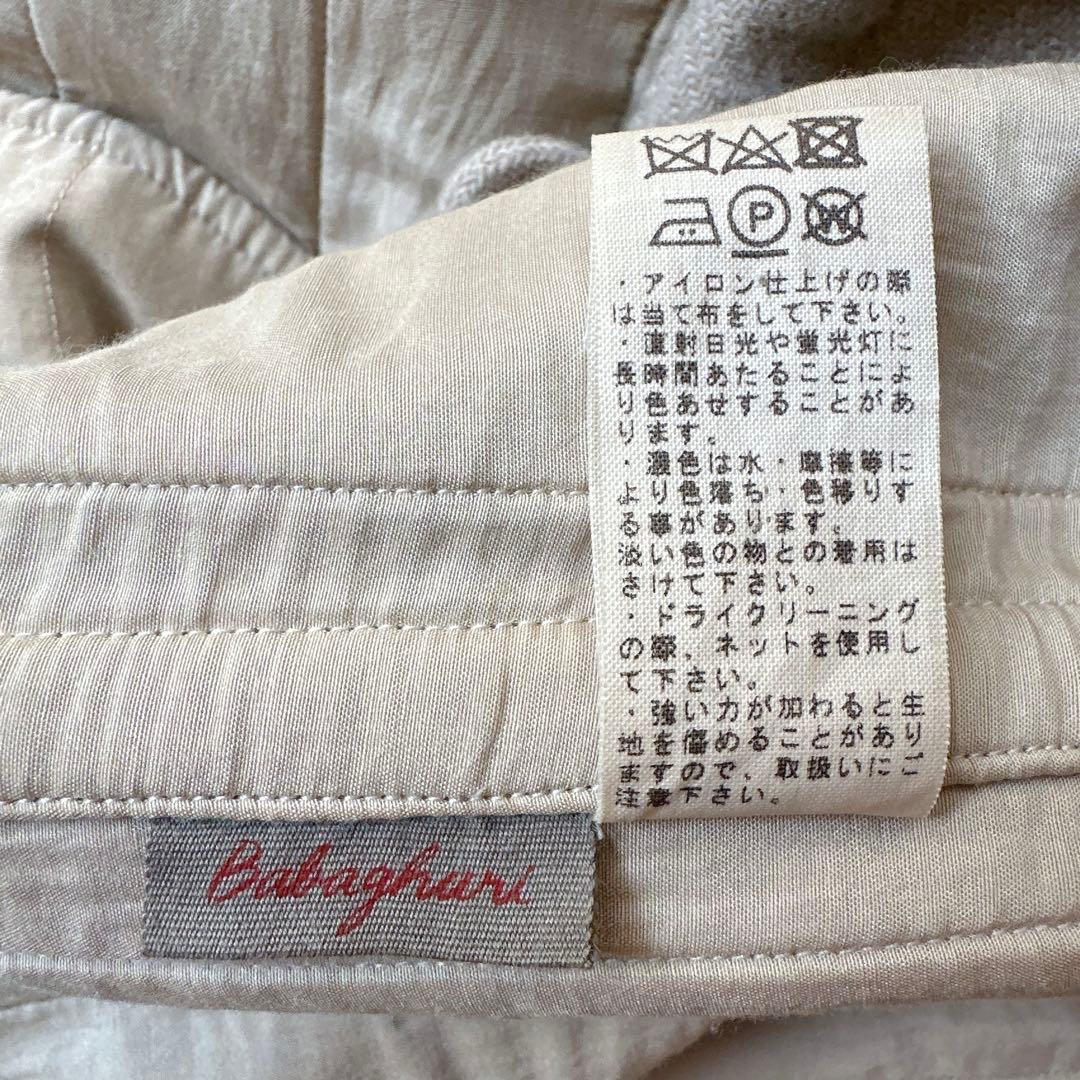 P
W
・アイロン仕上げの際
は当て布をして下さい。
・直射日光や蛍光灯に
長時間あたることによ
り色あせすることがあ
ります。
・濃色は水・摩擦等に
より色落ち・色移りす
る事があります。
淡い色の物との着用は
さけて下さい。
・ドライクリーニング
の際、ネットを使用し
て下さい。
・強い力が加わると生
地を傷めることがあり
ますので、取扱いにご
注意下さい。
Babaghuri